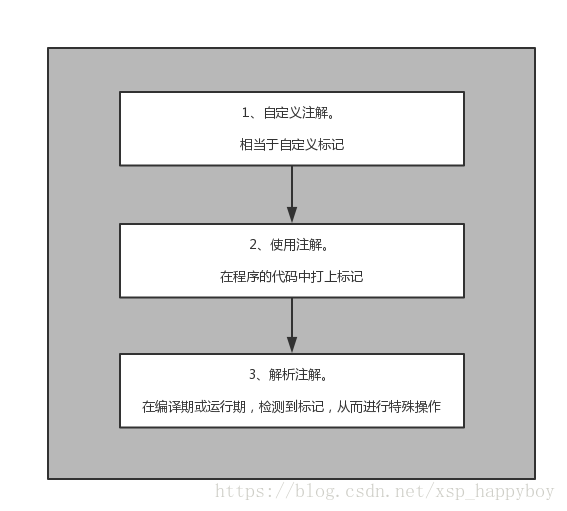 1、自定义注解。
相当于自定义标记
2、使用注解。
在程序的代码中打上标记
3、解析注解。
在编译期或运行期，检测到标记，从而进行特殊操作
https://blog.csdn.net/xsp_happyboy